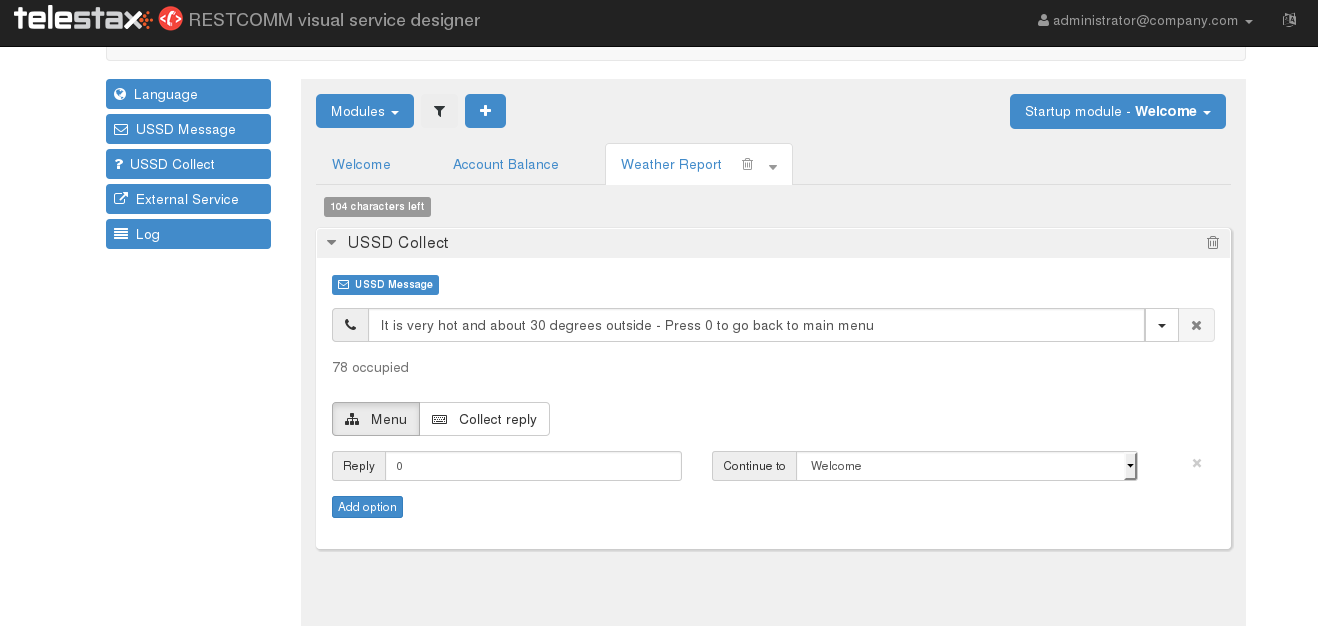 telestax RESTCOMM visual service designer
administrator@company.com
Language
USSD Message
? USSD Collect
External Service
Log
Modules
Startup module - Welcome
Welcome
Account Balance
Weather Report
104 characters left
USSD Collect
USSD Message
It is very hot and about 30 degrees outside - Press 0 to go back to main menu
78 occupied
Menu
Collect reply
Reply
0
Continue to
Welcome
Add option